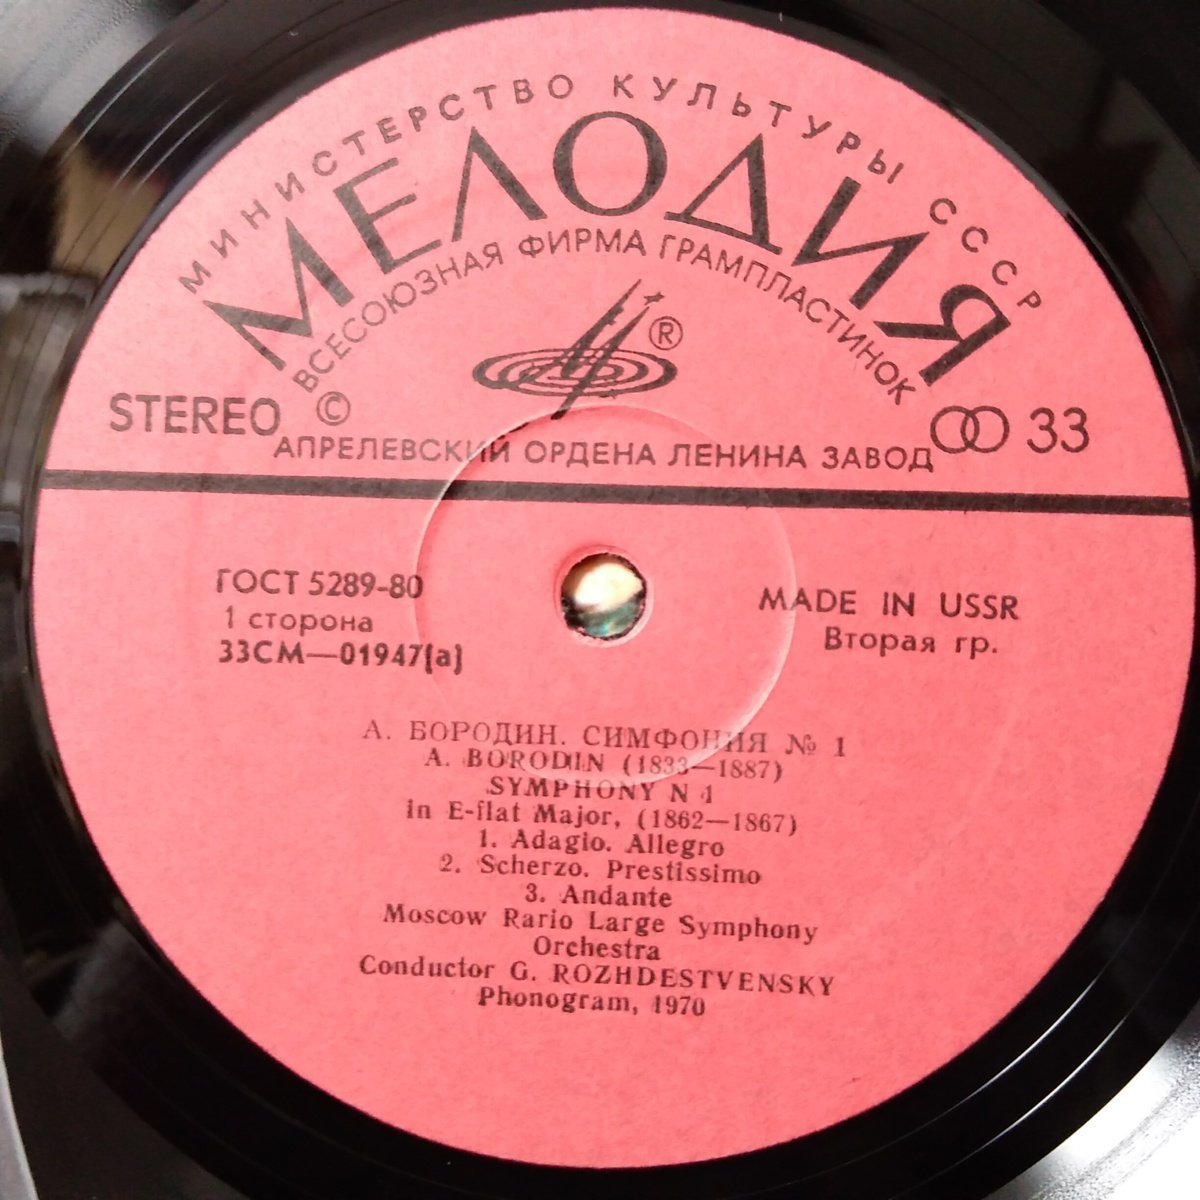 МИНИСТЕРСТВО КУЛЬТУРЫ СССР
МЕЛОДИЯ
ВСЕСОЮЗНАЯ ФИРМА ГРАМПЛАСТИНОК
®
STEREO © 33
АПРЕЛЕВСКИЙ ОРДЕНА ЛЕНИНА ЗАВОД
ГОСТ 5289-80
1 сторона
33СМ—01947(а)
MADE IN USSR
Вторая гр.
А. БОРОДИН. СИМФОНИЯ № 1
A. BORODIN (1833—1887)
SYMPHONY N 1
in E-flat Major, (1862—1867)
1. Adagio. Allegro
2. Scherzo. Prestissimo
3. Andante
Moscow Rario Large Symphony
Orchestra
Conductor G. ROZHDESTVENSKY
Phonogram, 1970